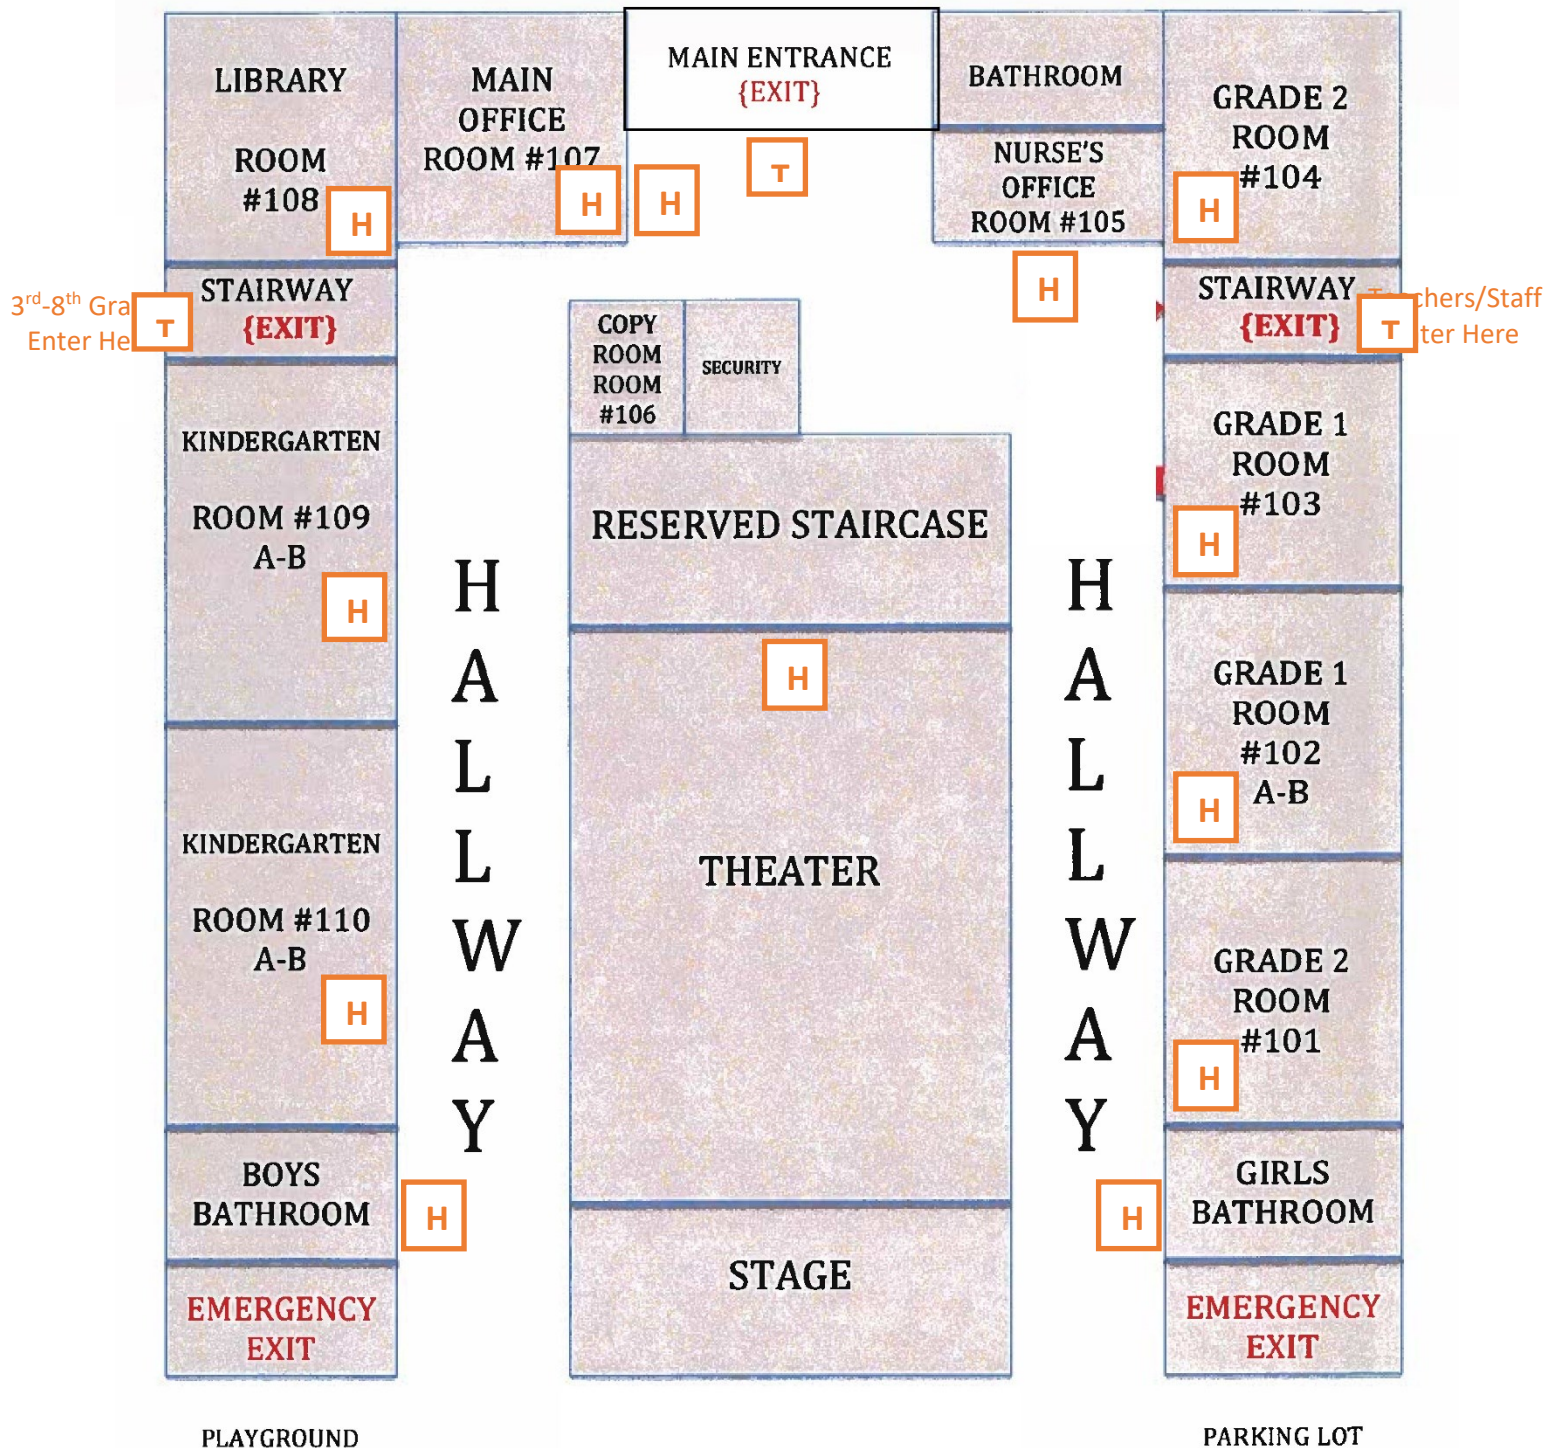 LIBRARY
ROOM
#108
H
MAIN
OFFICE
ROOM #107
H
H
MAIN ENTRANCE
{EXIT}
T
BATHROOM
NURSE'S
OFFICE
ROOM #105
H
GRADE 2
ROOM
#104
H
3rd-8th Gra
Enter He
T
STAIRWAY
{EXIT}
COPY
ROOM
ROOM
#106
SECURITY
STAIRWAY
{EXIT}
T
chers/Staff
ter Here
KINDERGARTEN
ROOM #109
A-B
H
RESERVED STAIRCASE
GRADE 1
ROOM
#103
H
HALLWAY
H
THEATER
HALLWAY
GRADE 1
ROOM
#102
A-B
H
KINDERGARTEN
ROOM #110
A-B
H
GRADE 2
ROOM
#101
H
BOYS
BATHROOM
H
STAGE
H
GIRLS
BATHROOM
EMERGENCY
EXIT
EMERGENCY
EXIT
PLAYGROUND
PARKING LOT